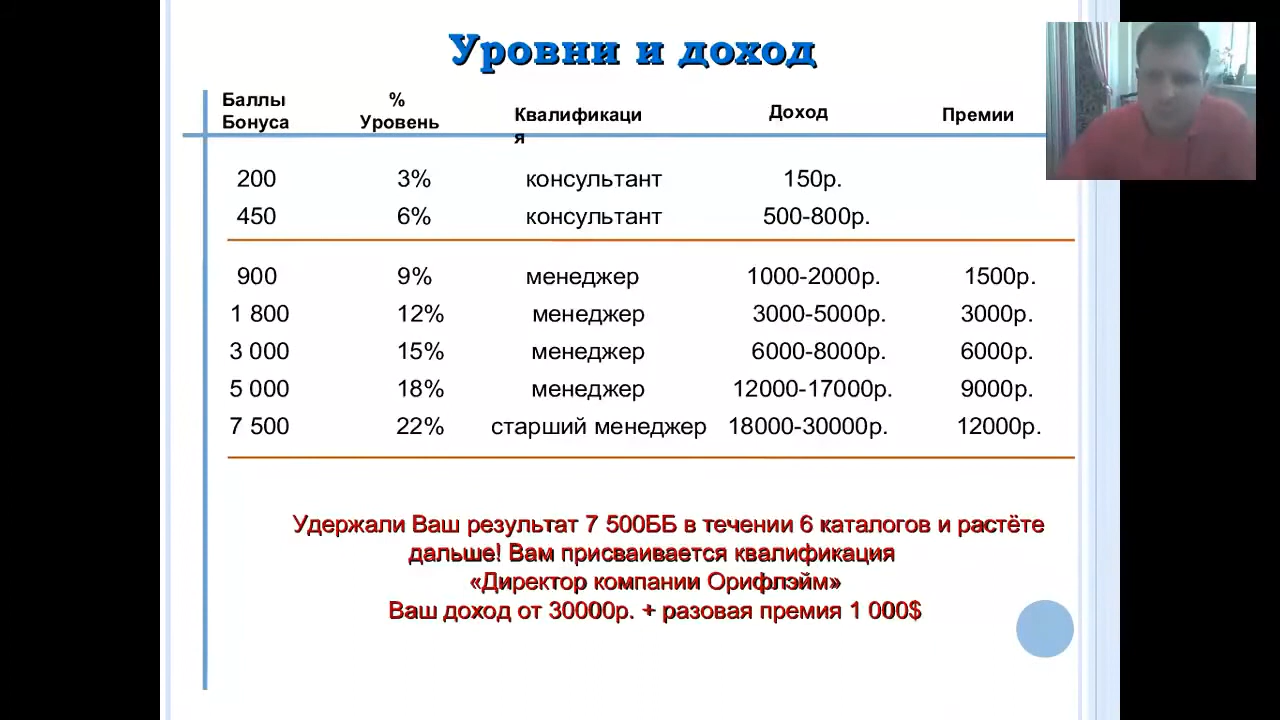 Уровни и доход
Баллы Бонуса % Уровень Квалификация Доход Премии
200 3% консультант 150р.
450 6% консультант 500-800р.
900 9% менеджер 1000-2000р. 1500р.
1 800 12% менеджер 3000-5000р. 3000р.
3 000 15% менеджер 6000-8000р. 6000р.
5 000 18% менеджер 12000-17000р. 9000р.
7 500 22% старший менеджер 18000-30000р. 12000р.
Удержали Ваш результат 7 500ББ в течении 6 каталогов и растёте
дальше! Вам присваивается квалификация
«Директор компании Орифлэйм»
Ваш доход от 30000р. + разовая премия 1 000$